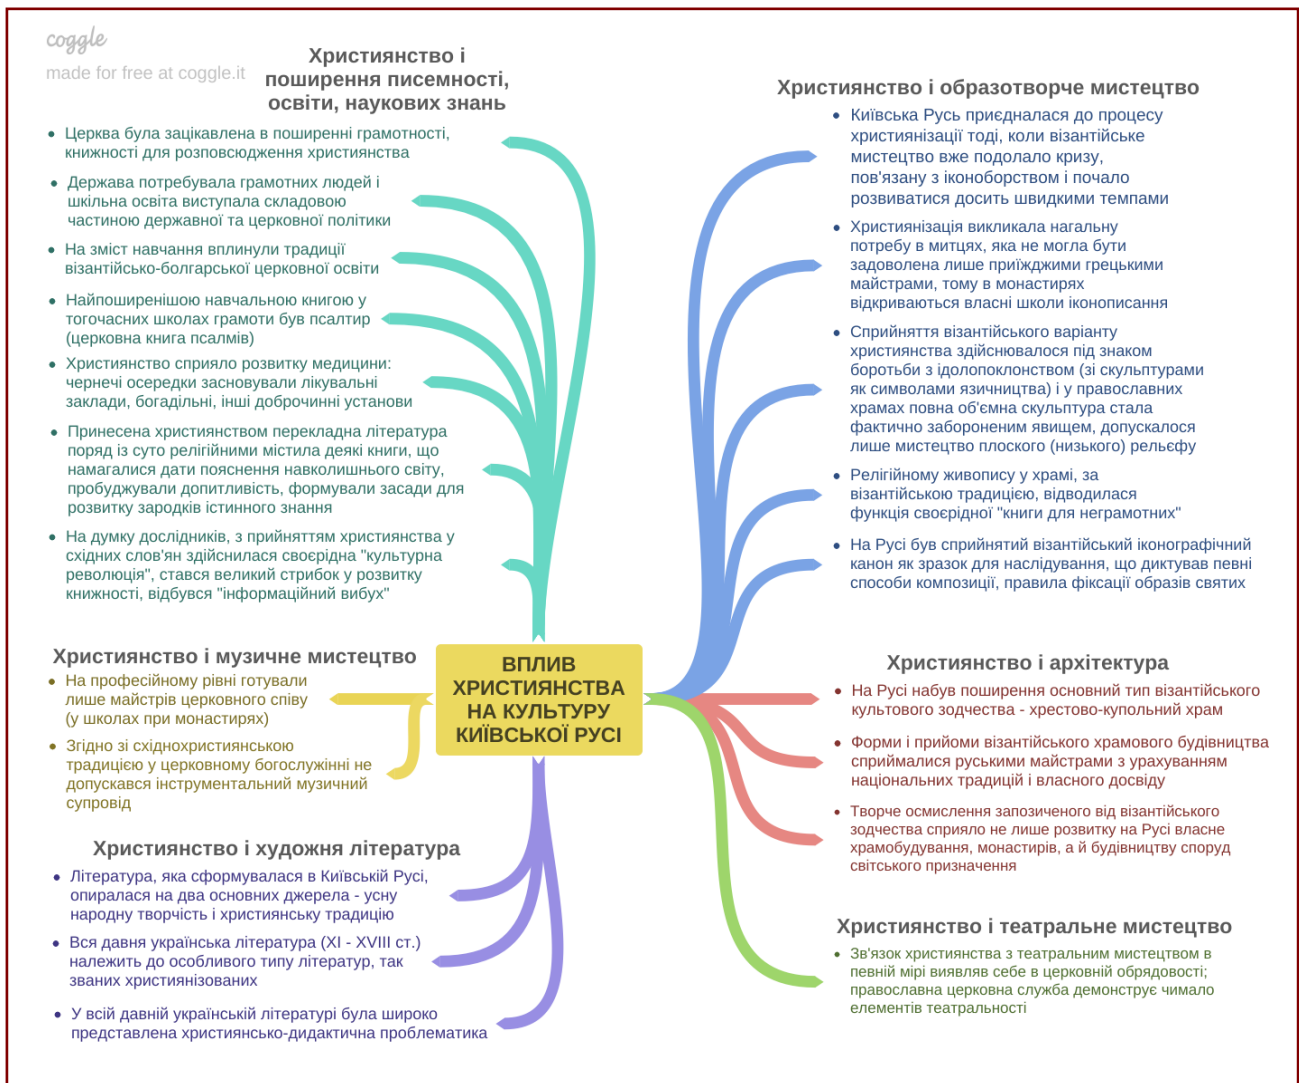 coggle
made for free at coggle.it
Християнство і
поширення писемності,
освіти, наукових знань
Церква була зацікавлена в поширенні грамотності,
книжності для розповсюдження християнства
Держава потребувала грамотних людей і
шкільна освіта виступала складовою
частиною державної та церковної політики
На зміст навчання вплинули традиції
візантійсько-болгарської церковної освіти
Найпоширенішою навчальною книгою у
тогочасних школах грамоти був псалтир
(церковна книга псалмів)
Християнство сприяло розвитку медицини:
чернечі осередки засновували лікувальні
заклади, богадільні, інші доброчинні установи
Принесена християнством перекладна література
поряд із суто релігійними містила деякі книги, що
намагалися дати пояснення навколишнього світу,
пробуджували допитливість, формували засади для
розвитку зародків істинного знання
На думку дослідників, з прийняттям християнства у
східних слов'ян здійснилася своєрідна "культурна
революція", стався великий стрибок у розвитку
книжності, відбувся "інформаційний вибух"
Християнство і музичне мистецтво
На професійному рівні готували
лише майстрів церковного співу
(у школах при монастирях)
Згідно зі східнохристиянською
традицією у церковному богослужінні не
допускався інструментальний музичний
супровід
Християнство і художня література
Література, яка сформувалася в Київській Русі,
опиралася на два основних джерела - усну
народну творчість і християнську традицію
Вся давня українська література (XI - XVIII ст.)
належить до особливого типу літератур, так
званих християнізованих
У всій давній українській літературі була широко
представлена християнсько-дидактична проблематика
ВПЛИВ
ХРИСТИЯНСТВА
НА КУЛЬТУРУ
КИЇВСЬКОЇ РУСІ
Християнство і образотворче мистецтво
Київська Русь приєдналася до процесу
християнізації тоді, коли візантійське
мистецтво вже подолало кризу,
пов'язану з іконоборством і почало
розвиватися досить швидкими темпами
Християнізація викликала нагальну
потребу в митцях, яка не могла бути
задоволена лише приїжджими грецькими
майстрами, тому в монастирях
відкриваються власні школи іконописання
Сприйняття візантійського варіанту
християнства здійснювалося під знаком
боротьби з ідолопоклонством (зі скульптурами
як символами язичництва) і у православних
храмах повна об'ємна скульптура стала
фактично забороненим явищем, допускалося
лише мистецтво плоского (низького) рельєфу
Релігійному живопису у храмі, за
візантійською традицією, відводилася
функція своєрідної "книги для неграмотних"
На Русі був сприйнятий візантійський іконографічний
канон як зразок для наслідування, що диктував певні
способи композиції, правила фіксації образів святих
Християнство і архітектура
На Русі набув поширення основний тип візантійського
культового зодчества - хрестово-купольний храм
Форми і прийоми візантійського храмового будівництва
сприймалися руськими майстрами з урахуванням
національних традицій і власного досвіду
Творче осмислення запозиченого від візантійського
зодчества сприяло не лише розвитку на Русі власне
храмобудування, монастирів, а й будівництву споруд
світського призначення
Християнство і театральне мистецтво
Зв'язок християнства з театральним мистецтвом в
певній мірі виявляв себе в церковній обрядовості;
православна церковна служба демонструє чимало
елементів театральності